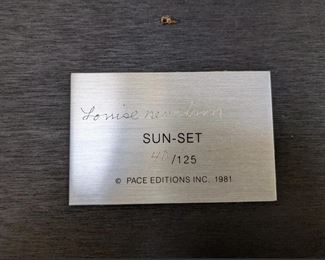 Louise Nevelson
SUN-SET
40/125
© PACE EDITIONS INC. 1981